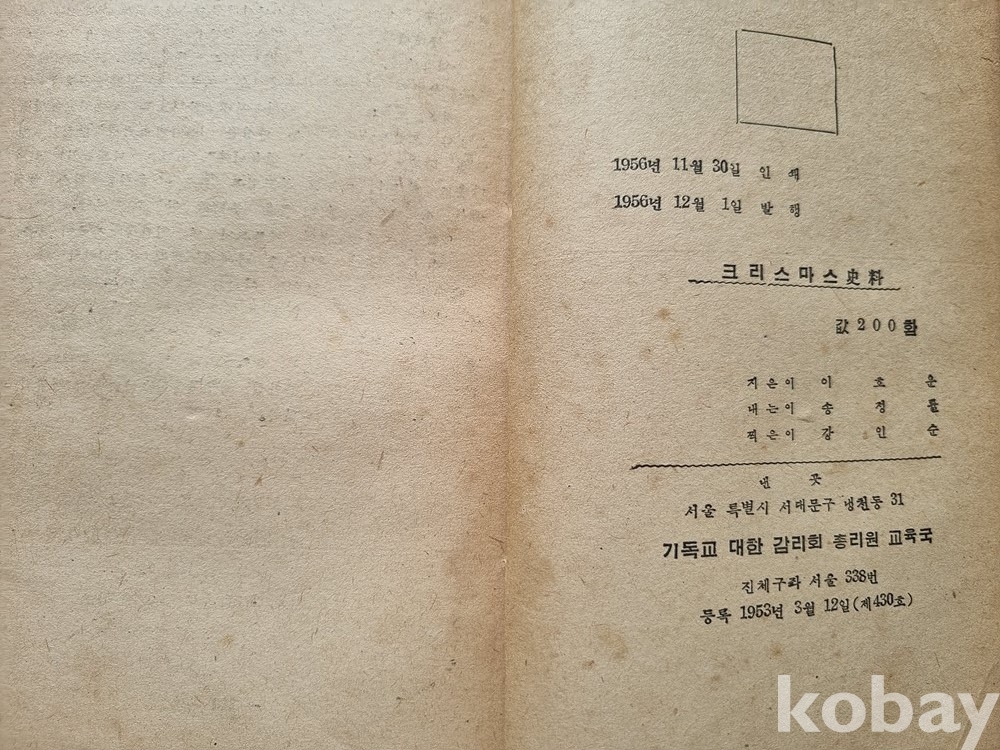 1956년 11월 30일 인 쇄
1956년 12월 1일 발 행
크리스마스史料
값 200환
지은이 이 호 운
내는이 송 정 률
찍은이 강 인 순
낸 곳
서울 특별시 서대문구 냉천동 31
기독교 대한 감리회 총리원 교육국
진체구좌 서울 338번
등록 1953년 3월 12일 (제430호)
kobay